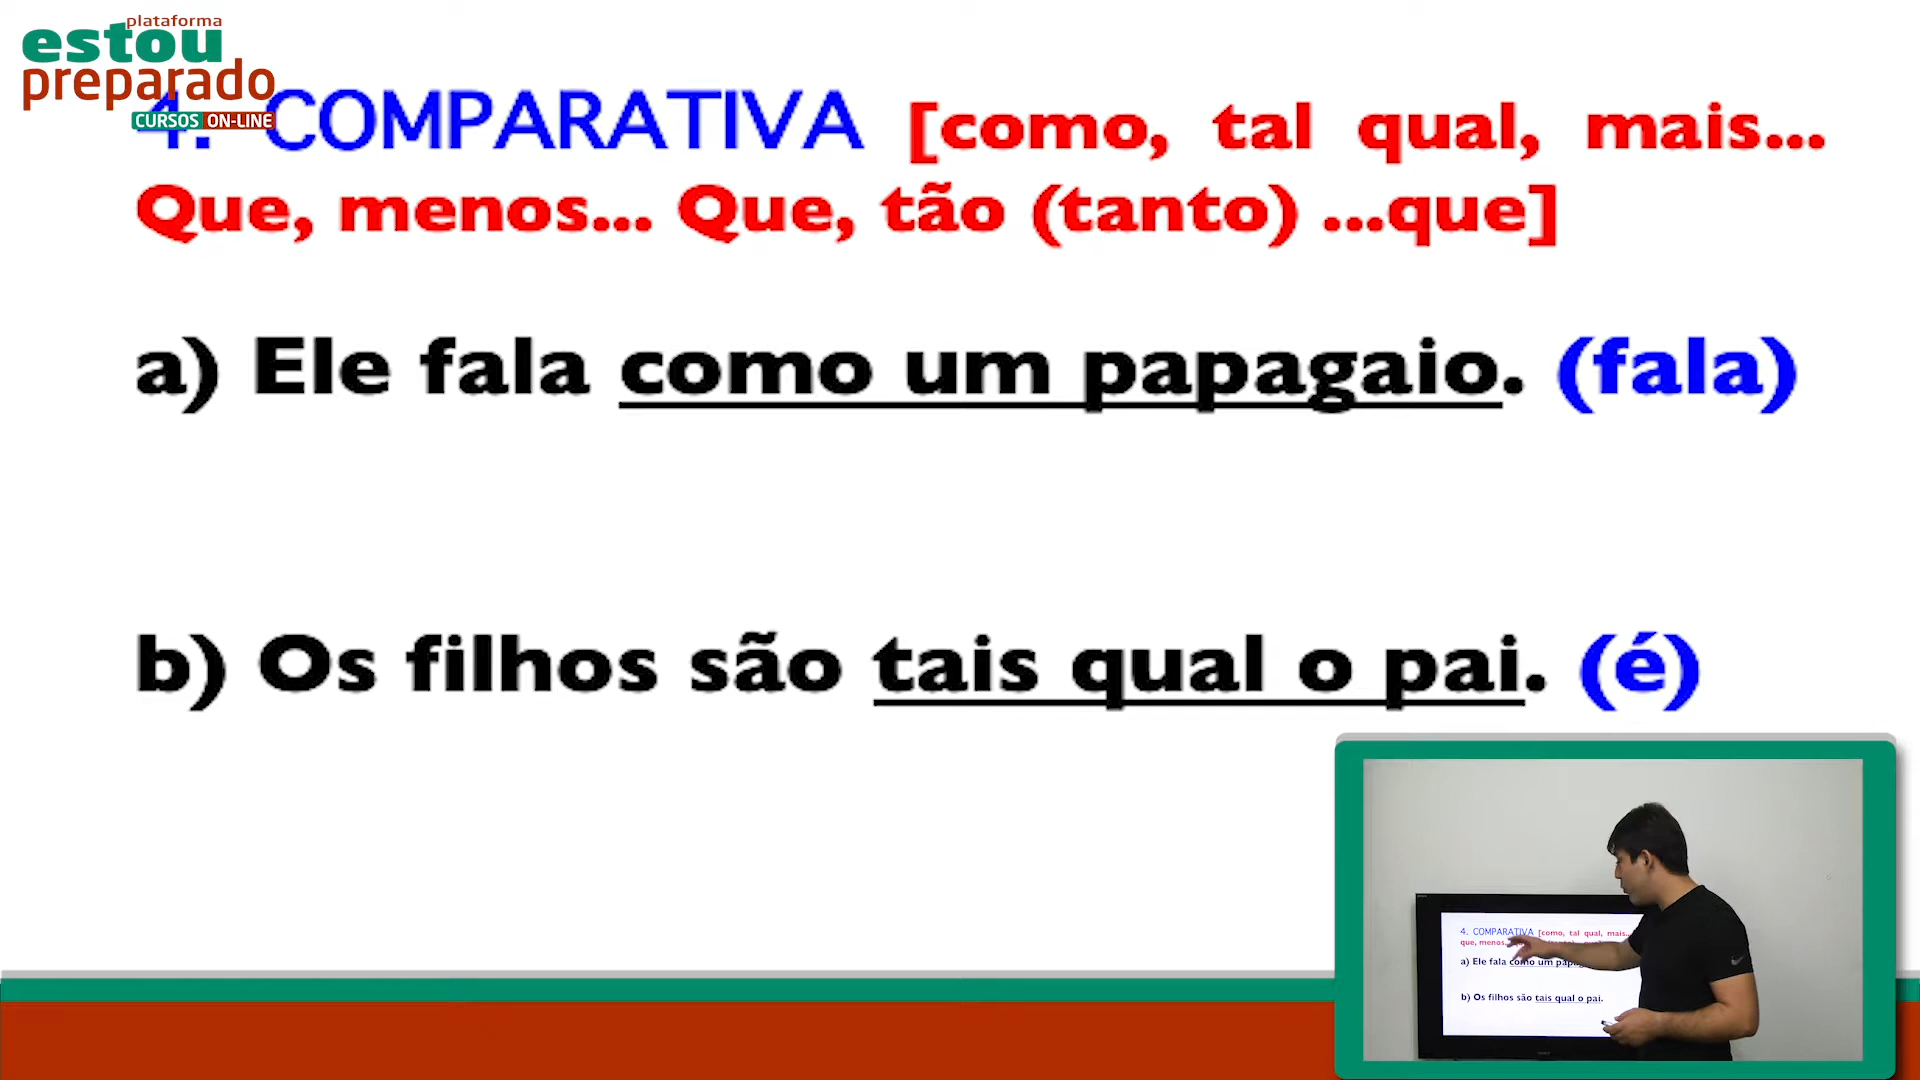 plataforma
estou
preparado
CURSOS ON-LINE
4. COMPARATIVA [como, tal qual, mais...
Que, menos... Que, tão (tanto) ...que]
a) Ele fala como um papagaio. (fala)
b) Os filhos são tais qual o pai. (é)
4. COMPARATIVA [como, tal qual, mais...
que, menos...
a) Ele fala como um
b) Os filhos são tais qual o pai.